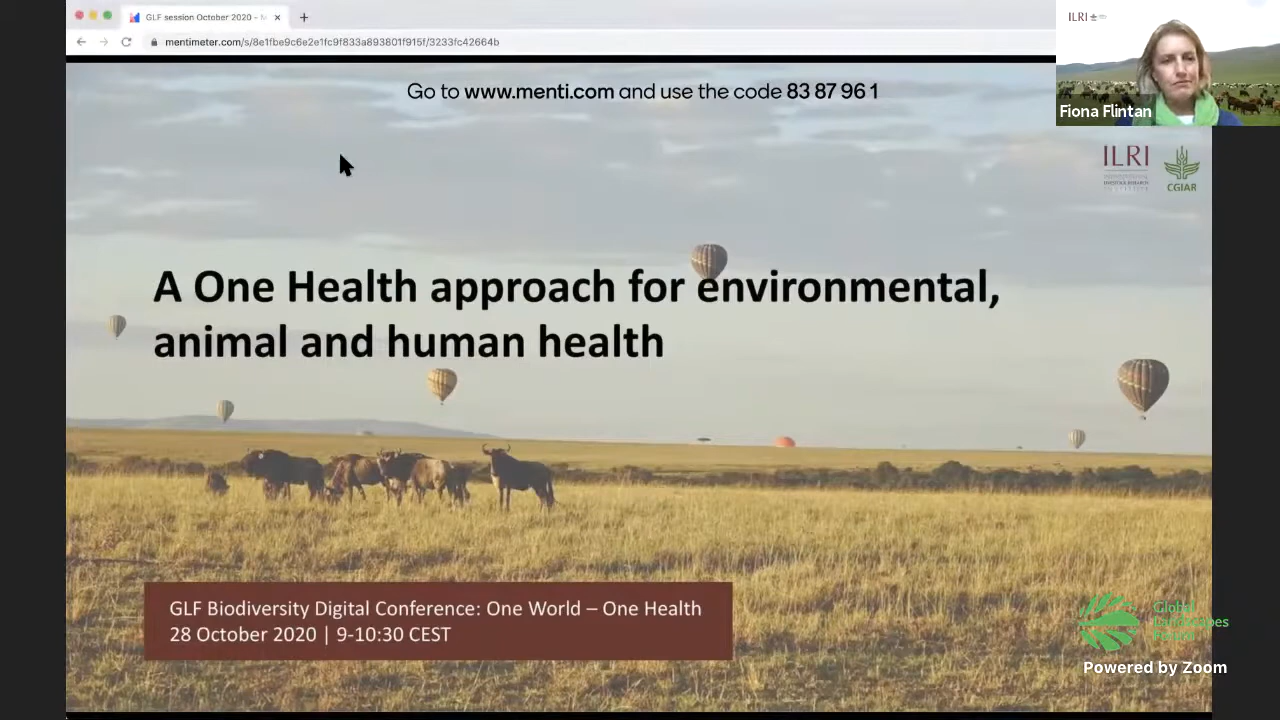 GLF session October 2020 - M
mentimeter.com/s/8e1fbe9c6e2e1fc9f833a893801f915f/3233fc42664b
ILRI
Fiona Flintan
Go to www.menti.com and use the code 83 87 96 1
ILRI
CGIAR
A One Health approach for environmental,
animal and human health
GLF Biodiversity Digital Conference: One World – One Health
28 October 2020 | 9-10:30 CEST
Global
Landscapes
Forum
Powered by Zoom